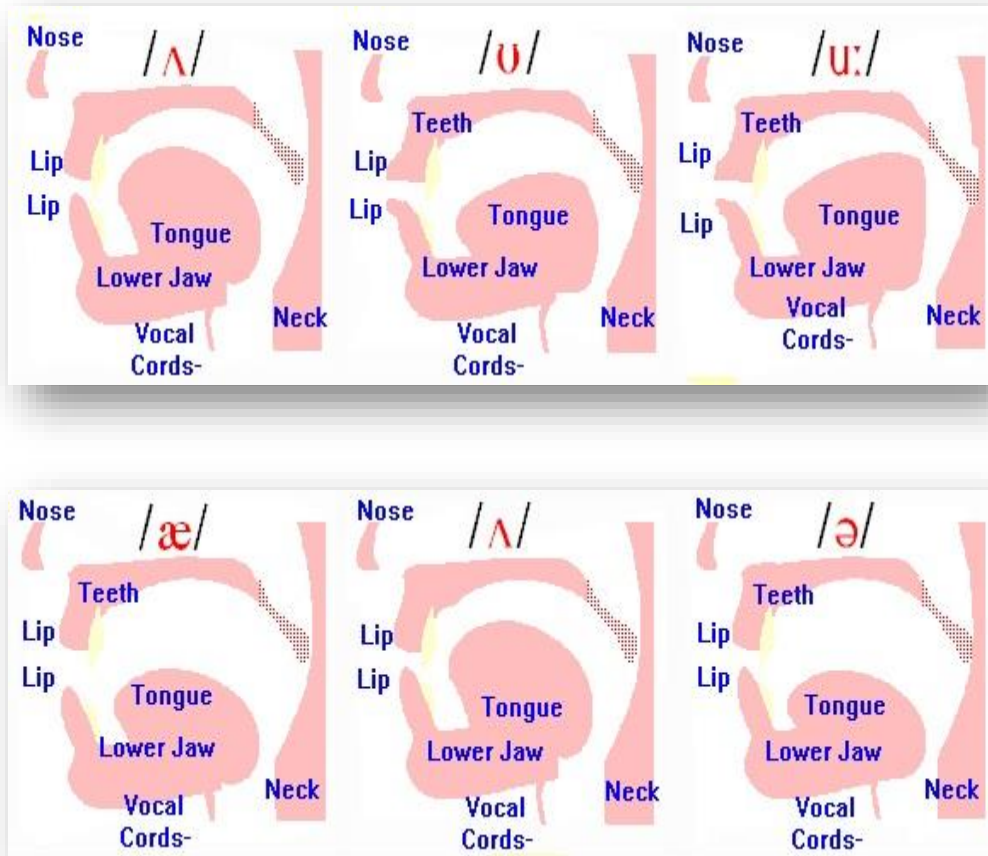 Nose
/ʌ/
Lip
Lip
Tongue
Lower Jaw
Neck
Vocal
Cords-
Nose
/ʊ/
Teeth
Lip
Lip
Tongue
Lower Jaw
Neck
Vocal
Cords-
Nose
/uː/
Teeth
Lip
Lip
Tongue
Lower Jaw
Vocal
Cords-
Neck
Nose
/æ/
Teeth
Lip
Lip
Tongue
Lower Jaw
Neck
Vocal
Cords-
Nose
/ʌ/
Lip
Lip
Tongue
Lower Jaw
Neck
Vocal
Cords-
Nose
/ə/
Teeth
Lip
Lip
Tongue
Lower Jaw
Neck
Vocal
Cords-